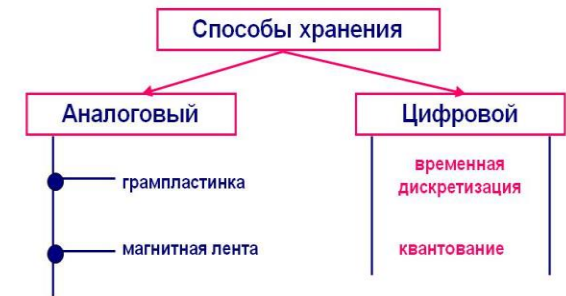 Способы хранения
Аналоговый
Цифровой
грампластинка
магнитная лента
временная
дискретизация
квантование